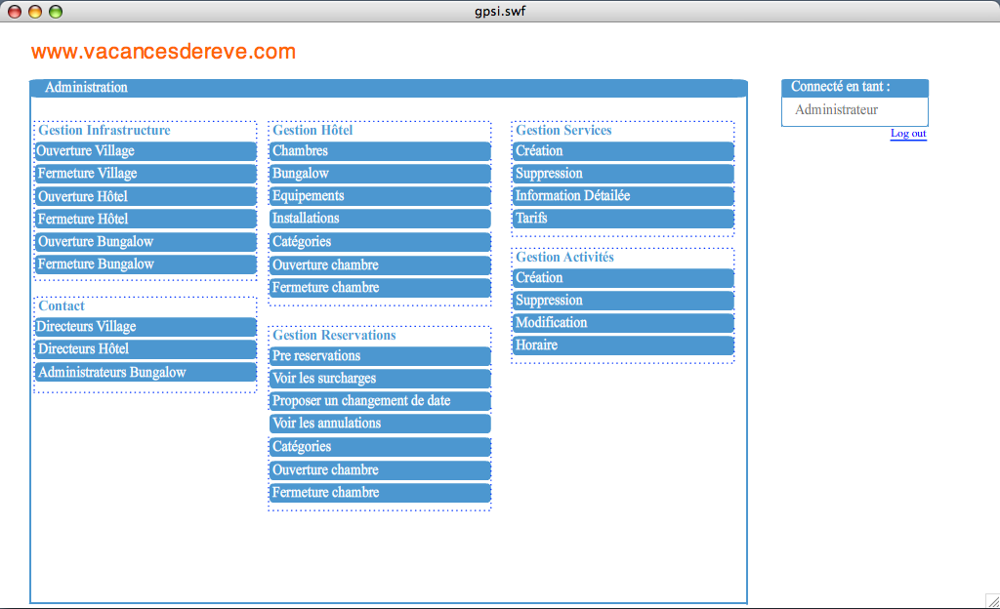 gpsi.swf
www.vacancesdereve.com
Administration
Connecté en tant :
Administrateur
Log out
Gestion Infrastructure
Ouverture Village
Fermeture Village
Ouverture Hôtel
Fermeture Hôtel
Ouverture Bungalow
Fermeture Bungalow
Contact
Directeurs Village
Directeurs Hôtel
Administrateurs Bungalow
Gestion Hôtel
Chambres
Bungalow
Equipements
Installations
Catégories
Ouverture chambre
Fermeture chambre
Gestion Reservations
Pre reservations
Voir les surcharges
Proposer un changement de date
Voir les annulations
Catégories
Ouverture chambre
Fermeture chambre
Gestion Services
Création
Suppression
Information Détailée
Tarifs
Gestion Activités
Création
Suppression
Modification
Horaire